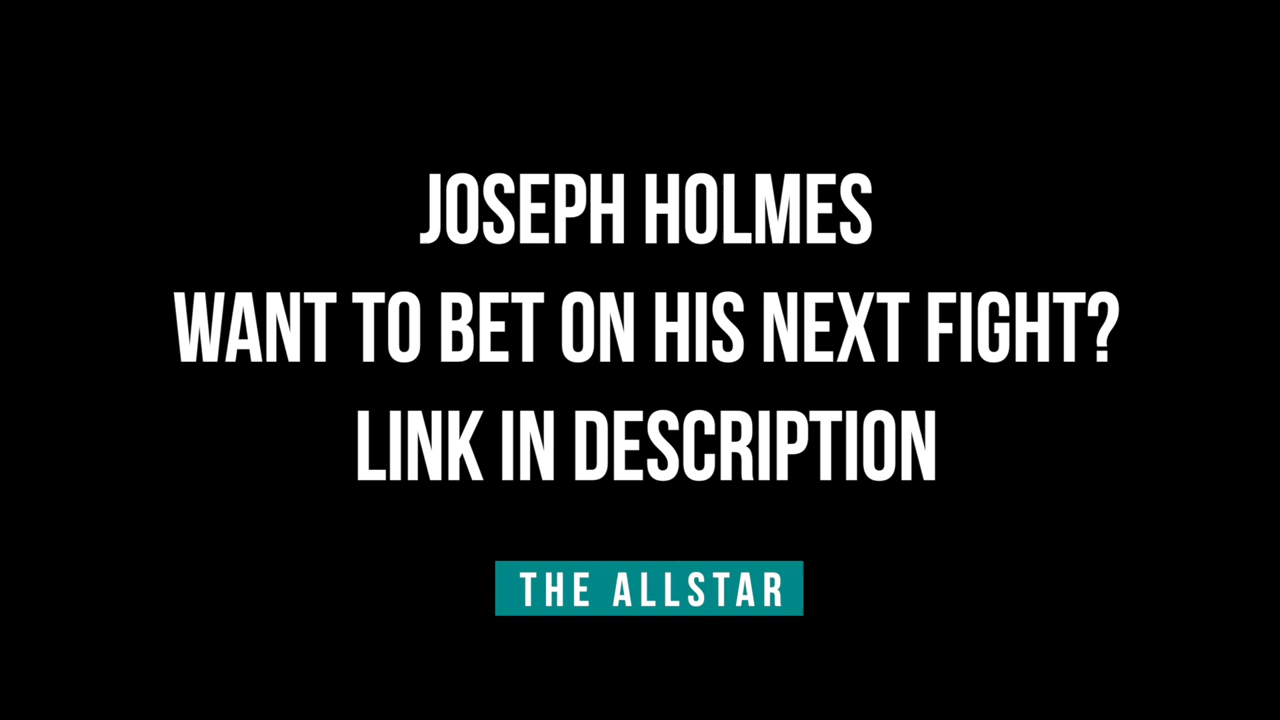 JOSEPH HOLMES
WANT TO BET ON HIS NEXT FIGHT?
LINK IN DESCRIPTION
THE ALLSTAR